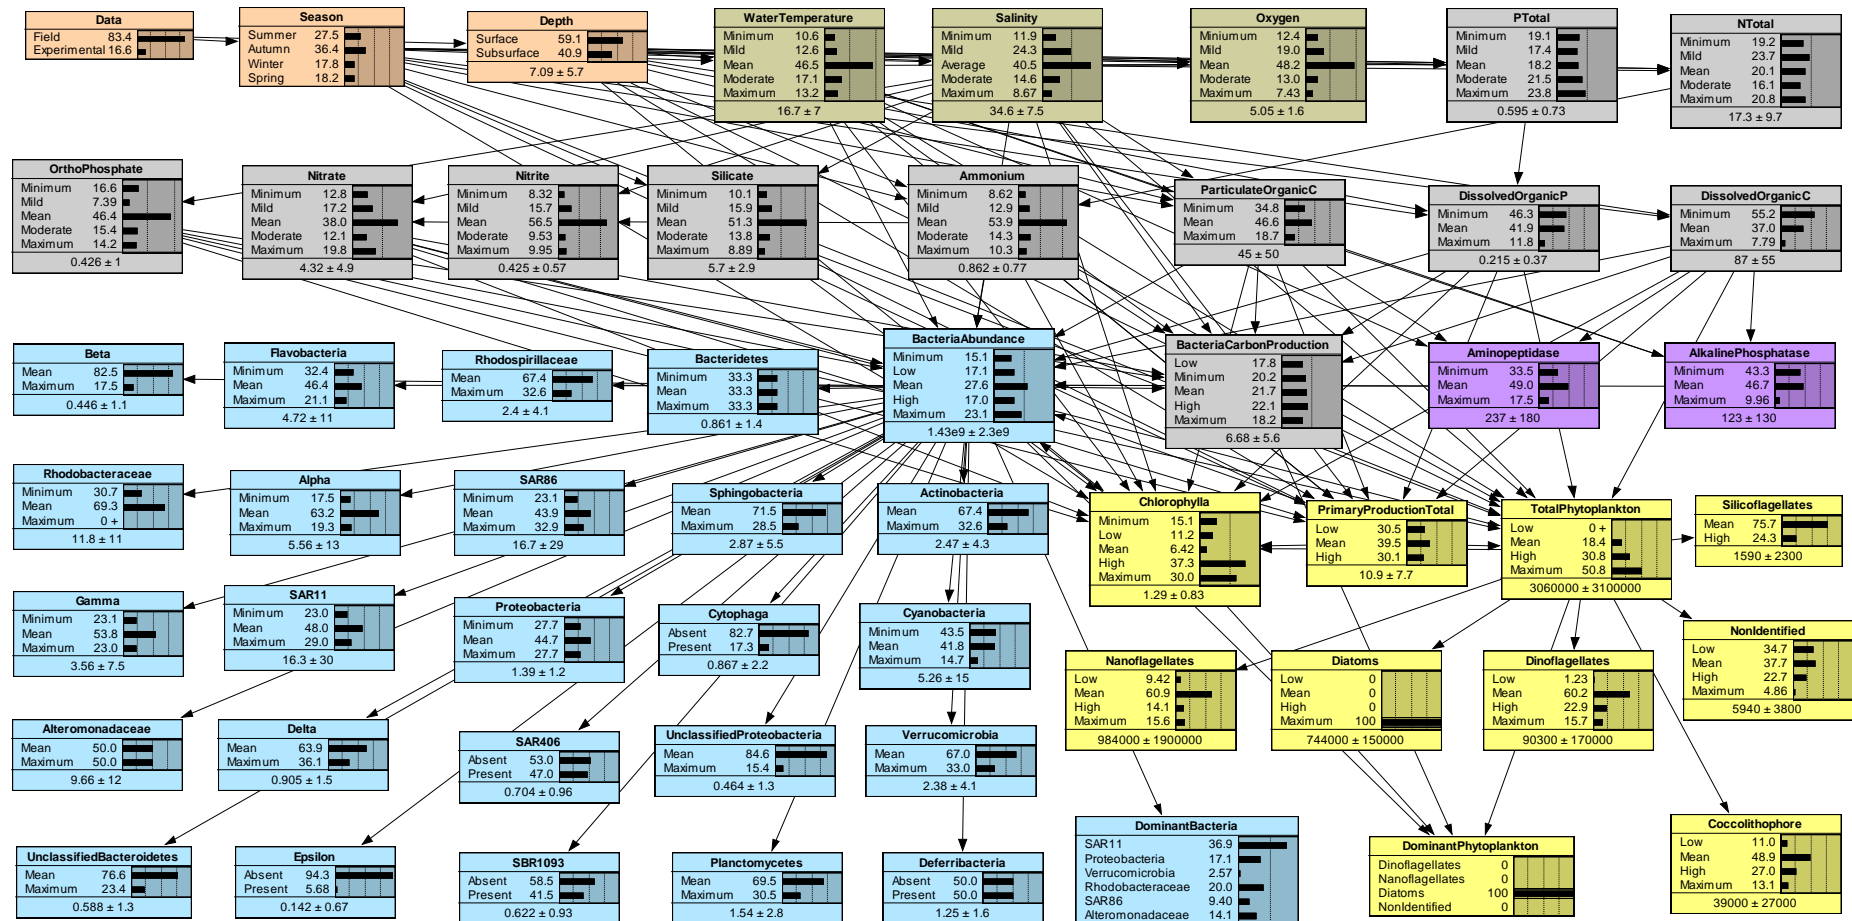 Data
Field 83.4
Experimental 16.6
Season
Summer 27.5
Autumn 36.4
Winter 17.8
Spring 18.2
Depth
Surface 59.1
Subsurface 40.9
7.09 ± 5.7
WaterTemperature
Minimum 10.6
Mild 12.6
Mean 46.5
Moderate 17.1
Maximum 13.2
16.7 ± 7
Salinity
Minimum 11.9
Mild 24.3
Average 40.5
Moderate 14.6
Maximum 8.67
34.6 ± 7.5
Oxygen
Minimum 12.4
Mild 19.0
Mean 48.2
Moderate 13.0
Maximum 7.43
5.05 ± 1.6
PTotal
Minimum 19.1
Mild 17.4
Mean 18.2
Moderate 21.5
Maximum 23.8
0.595 ± 0.73
NTotal
Minimum 19.2
Mild 23.7
Mean 20.1
Moderate 16.1
Maximum 20.8
17.3 ± 9.7
OrthoPhosphate
Minimum 16.6
Mild 7.39
Mean 46.4
Moderate 15.4
Maximum 14.2
0.426 ± 1
Nitrate
Minimum 12.8
Mild 17.2
Mean 38.0
Moderate 12.1
Maximum 19.8
4.32 ± 4.9
Nitrite
Minimum 8.32
Mild 15.7
Mean 56.5
Moderate 9.53
Maximum 9.95
0.425 ± 0.57
Silicate
Minimum 10.1
Mild 15.9
Mean 51.3
Moderate 13.8
Maximum 8.89
5.7 ± 2.9
Ammonium
Minimum 8.62
Mild 12.9
Mean 53.9
Moderate 14.3
Maximum 10.3
0.862 ± 0.77
ParticulateOrganicC
Minimum 34.8
Mean 46.6
Maximum 18.7
45 ± 50
DissolvedOrganicP
Minimum 46.3
Mean 41.9
Maximum 11.8
0.215 ± 0.37
DissolvedOrganicC
Minimum 55.2
Mean 37.0
Maximum 7.79
87 ± 55
Beta
Mean 82.5
Maximum 17.5
0.446 ± 1.1
Flavobacteria
Minimum 32.4
Mean 46.4
Maximum 21.1
4.72 ± 11
Rhodospirillaceae
Mean 67.4
Maximum 32.6
2.4 ± 4.1
Bacteridetes
Minimum 33.3
Mean 33.3
Maximum 33.3
0.861 ± 1.4
BacteriaAbundance
Minimum 15.1
Low 17.1
Mean 27.6
High 17.0
Maximum 23.1
1.43e9 ± 2.3e9
BacteriaCarbonProduction
Low 17.8
Minimum 20.2
Mean 21.7
High 22.1
Maximum 18.2
6.68 ± 5.6
Aminopeptidase
Minimum 33.5
Mean 49.0
Maximum 17.5
237 ± 180
AlkalinePhosphatase
Minimum 43.3
Mean 46.7
Maximum 9.96
123 ± 130
Rhodobacteraceae
Minimum 30.7
Mean 69.3
Maximum 0 +
11.8 ± 11
Alpha
Minimum 17.5
Mean 63.2
Maximum 19.3
5.56 ± 13
SAR86
Minimum 23.1
Mean 43.9
Maximum 32.9
16.7 ± 29
Sphingobacteria
Mean 71.5
Maximum 28.5
2.87 ± 5.5
Actinobacteria
Mean 67.4
Maximum 32.6
2.47 ± 4.3
Chlorophylla
Minimum 15.1
Low 11.2
Mean 6.42
High 37.3
Maximum 30.0
1.29 ± 0.83
PrimaryProductionTotal
Low 30.5
Mean 39.5
High 30.1
10.9 ± 7.7
TotalPhytoplankton
Low 0 +
Mean 18.4
High 30.8
Maximum 50.8
3060000 ± 3100000
Silicoflagellates
Mean 75.7
High 24.3
1590 ± 2300
Gamma
Minimum 23.1
Mean 53.8
Maximum 23.0
3.56 ± 7.5
SAR11
Minimum 23.0
Mean 48.0
Maximum 29.0
16.3 ± 30
Proteobacteria
Minimum 27.7
Mean 44.7
Maximum 27.7
1.39 ± 1.2
Cytophaga
Absent 82.7
Present 17.3
0.867 ± 2.2
Cyanobacteria
Minimum 43.5
Mean 41.8
Maximum 14.7
5.26 ± 15
Nanoflagellates
Low 9.42
Mean 60.9
High 14.1
Maximum 15.6
984000 ± 1900000
Diatoms
Low 0
Mean 0
High 0
Maximum 100
744000 ± 150000
Dinoflagellates
Low 1.23
Mean 60.2
High 22.9
Maximum 15.7
90300 ± 170000
NonIdentified
Low 34.7
Mean 37.7
High 22.7
Maximum 4.86
5940 ± 3800
Alteromonadaceae
Mean 50.0
Maximum 50.0
9.66 ± 12
Delta
Mean 63.9
Maximum 36.1
0.905 ± 1.5
SAR406
Absent 53.0
Present 47.0
0.704 ± 0.96
UnclassifiedProteobacteria
Mean 84.6
Maximum 15.4
0.464 ± 1.3
Verrucomicrobia
Mean 67.0
Maximum 33.0
2.38 ± 4.1
UnclassifiedBacteroidetes
Mean 76.6
Maximum 23.4
0.588 ± 1.3
Epsilon
Absent 94.3
Present 5.68
0.142 ± 0.67
SBR1093
Absent 58.5
Present 41.5
0.622 ± 0.93
Planctomycetes
Mean 69.5
Maximum 30.5
1.54 ± 2.8
Deferribacteria
Absent 50.0
Present 50.0
1.25 ± 1.6
DominantBacteria
SAR11 36.9
Proteobacteria 17.1
Verrucomicrobia 2.57
Rhodobacteraceae 20.0
SAR86 9.40
Alteromonadaceae 14.1
DominantPhytoplankton
Dinoflagellates 0
Nanoflagellates 0
Diatoms 100
NonIdentified 0
Coccolithophore
Low 11.0
Mean 48.9
High 27.0
Maximum 13.1
39000 ± 27000